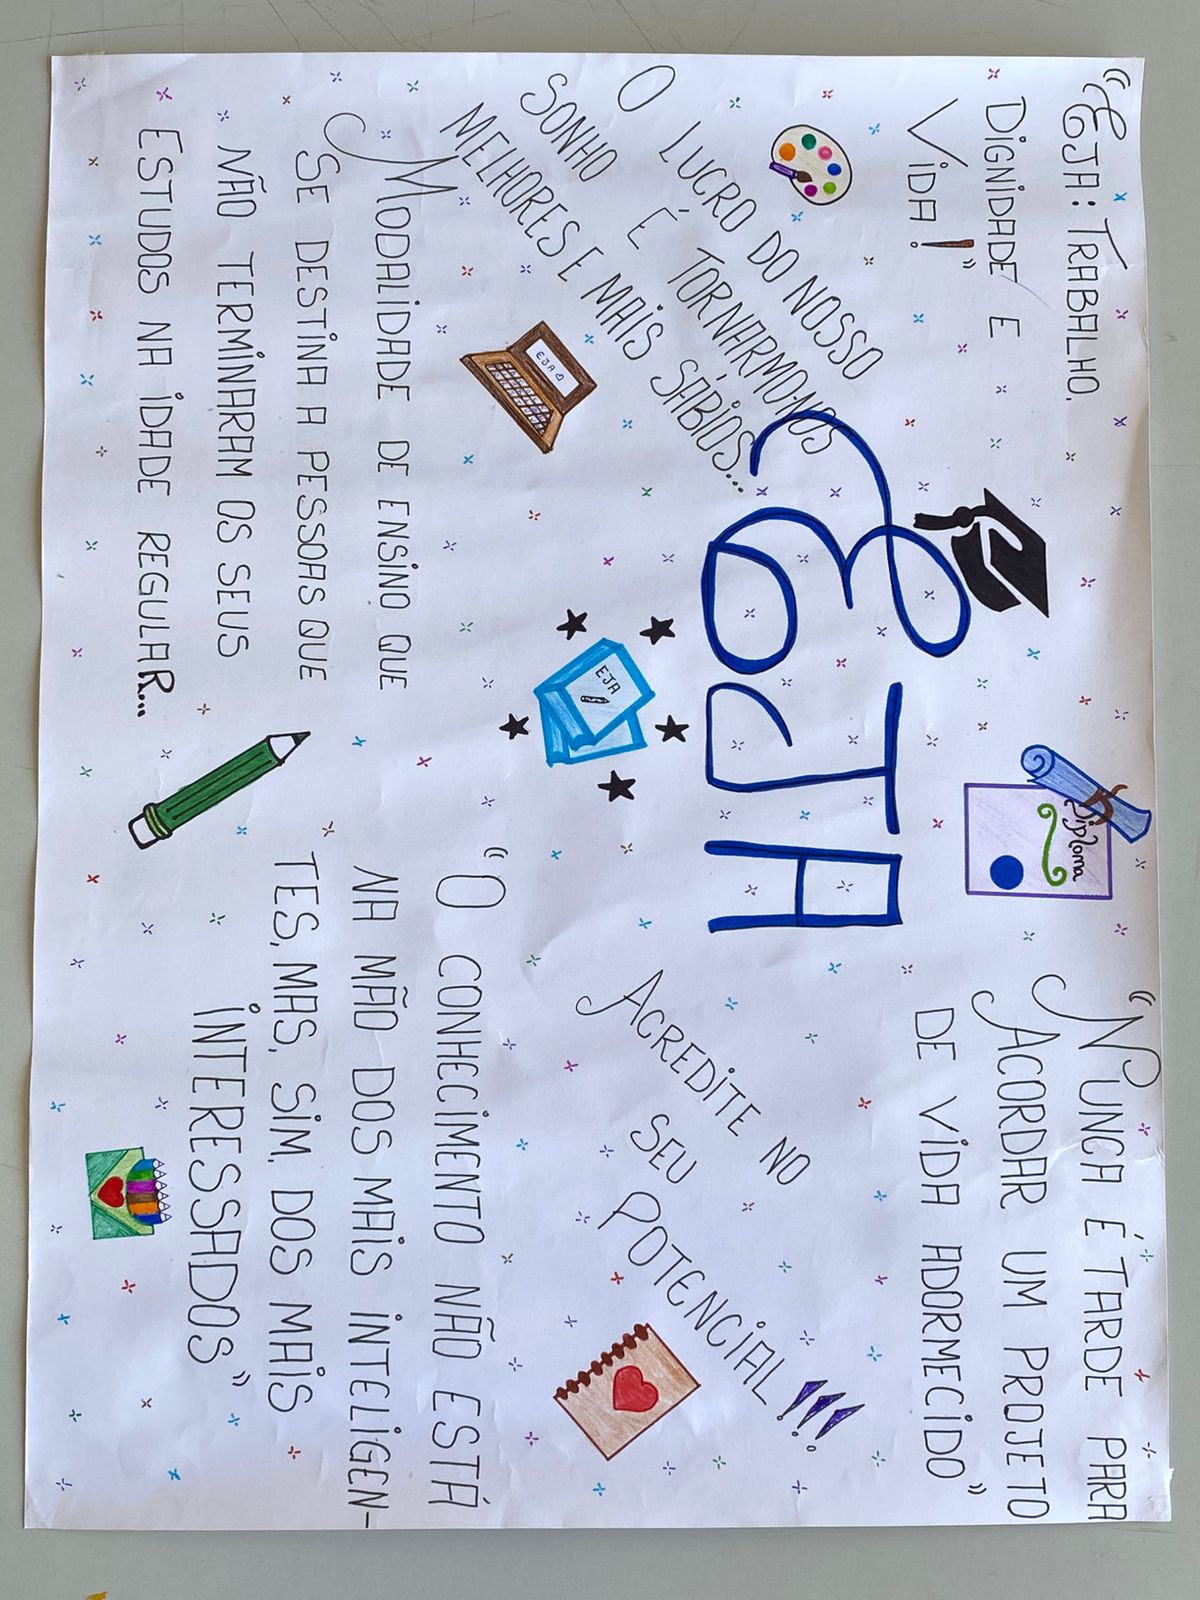 "EJA: TRABALHO,
DIGNIDADE E
VIDA!"
"NUNCA É TARDE PARA
ACORDAR UM PROJETO
DE VIDA ADORMECIDO"
Diploma
EJA
O LUCRO DO NOSSO
SONHO É TORNARMO-NOS
MELHORES E MAIS SÁBIOS...
EJA
EJA
ACREDITE NO
SEU
POTENCIAL!!!
MODALIDADE DE ENSINO QUE
SE DESTINA A PESSOAS QUE
NÃO TERMINARAM OS SEUS
ESTUDOS NA IDADE REGULAR...
"O CONHECIMENTO NÃO ESTÁ
NA MÃO DOS MAIS INTELIGEN-
TES, MAS, SIM, DOS MAIS
INTERESSADOS"